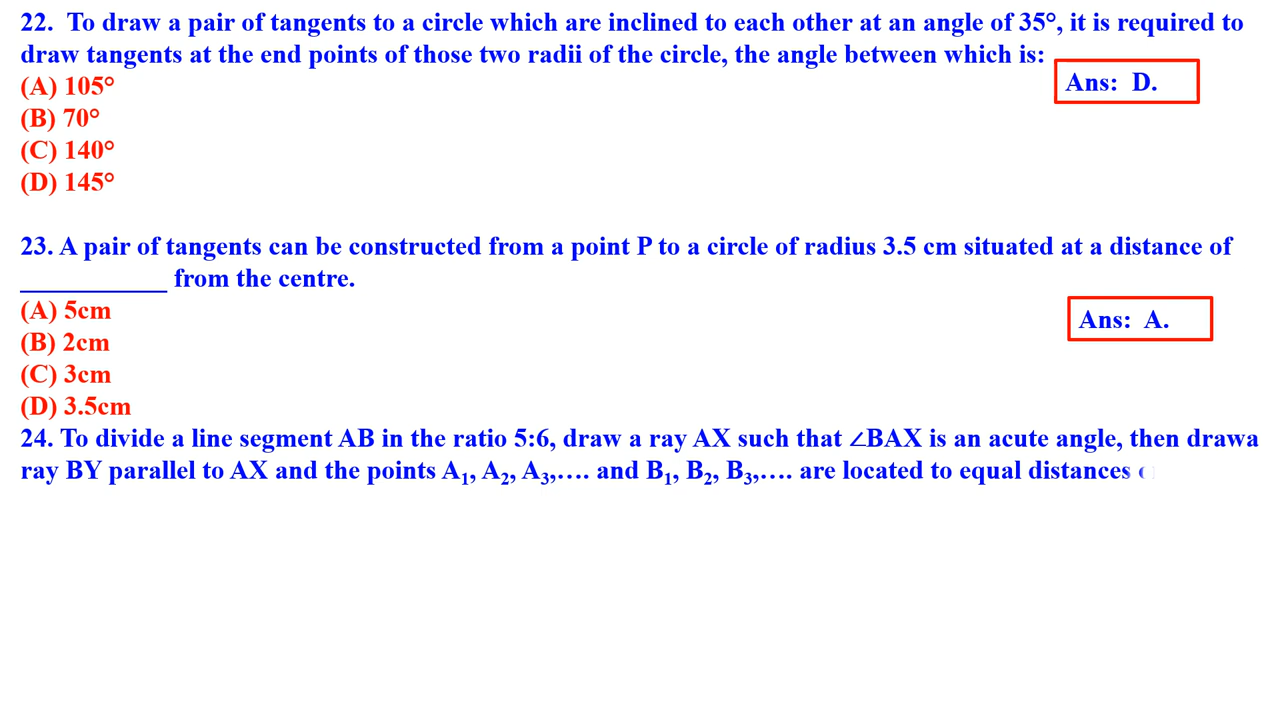 22. To draw a pair of tangents to a circle which are inclined to each other at an angle of 35°, it is required to
draw tangents at the end points of those two radii of the circle, the angle between which is:
Ans: D.
(A) 105°
(B) 70°
(C) 140°
(D) 145°
23. A pair of tangents can be constructed from a point P to a circle of radius 3.5 cm situated at a distance of
___________ from the centre.
(A) 5cm
Ans: A.
(B) 2cm
(C) 3cm
(D) 3.5cm
24. To divide a line segment AB in the ratio 5:6, draw a ray AX such that ∠BAX is an acute angle, then drawa
ray BY parallel to AX and the points A₁, A₂, A₃,…. and B₁, B₂, B₃,…. are located to equal distances